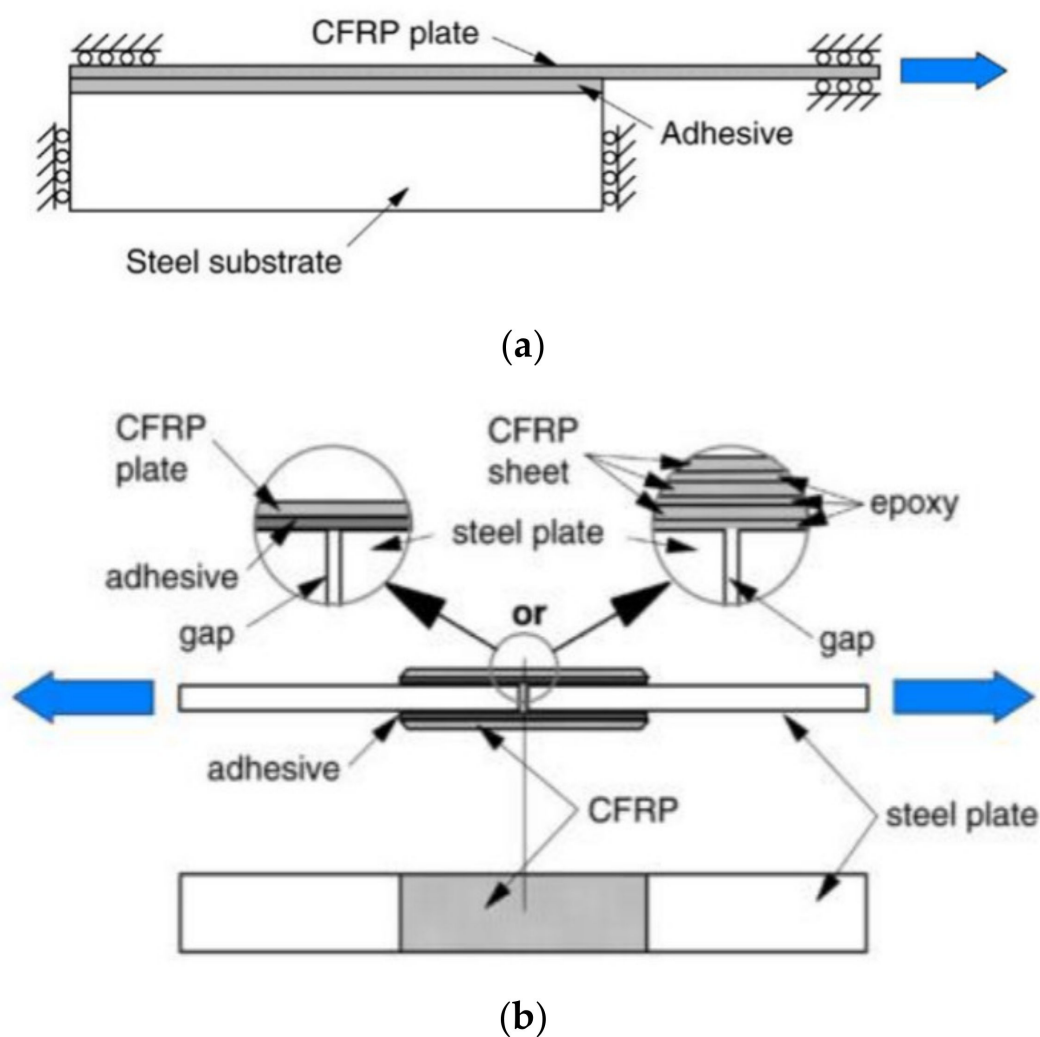 CFRP plate
Adhesive
Steel substrate
(a)
CFRP
plate
CFRP
sheet
epoxy
steel plate
adhesive
or
gap
gap
adhesive
CFRP
steel plate
(b)